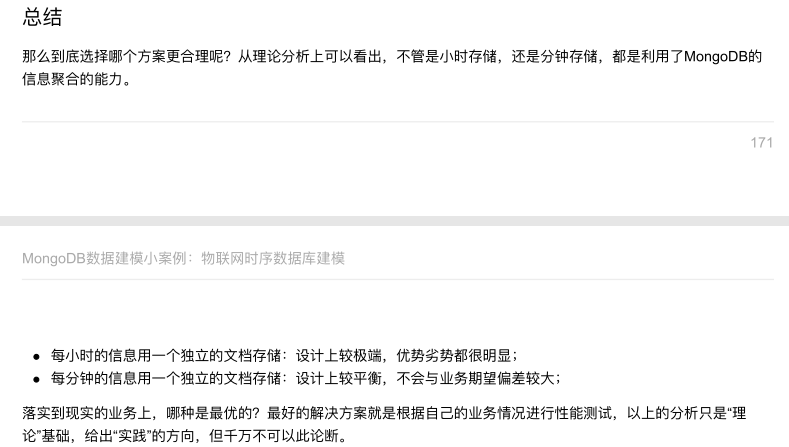 总结
那么到底选择哪个方案更合理呢？从理论分析上可以看出，不管是小时存储，还是分钟存储，都是利用了MongoDB的
信息聚合的能力。
171
MongoDB数据建模小案例：物联网时序数据库建模
● 每小时的信息用一个独立的文档存储：设计上较极端，优势劣势都很明显；
● 每分钟的信息用一个独立的文档存储：设计上较平衡，不会与业务期望偏差较大；
落实到现实的业务上，哪种是最优的？最好的解决方案就是根据自己的业务情况进行性能测试，以上的分析只是“理
论”基础，给出“实践”的方向，但千万不可以此论断。